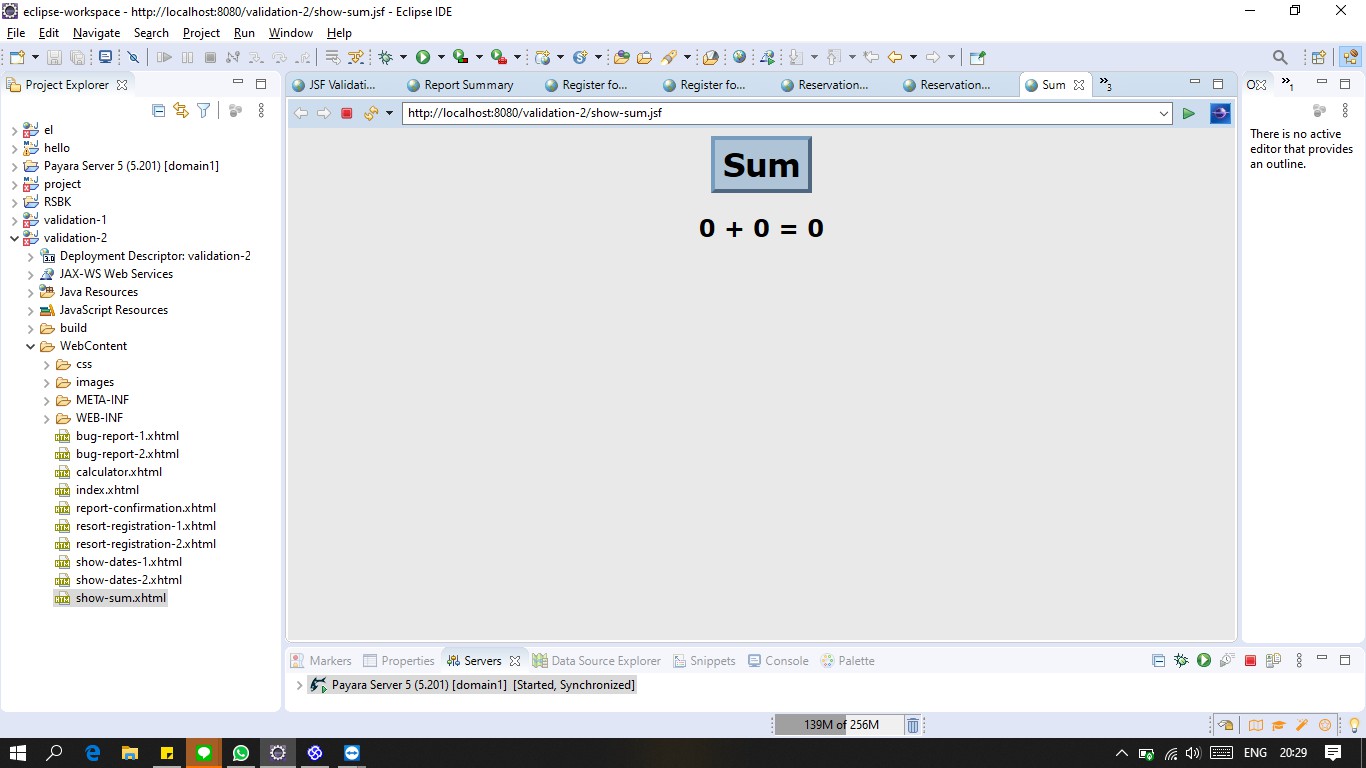 eclipse-workspace - http://localhost:8080/validation-2/show-sum.jsf - Eclipse IDE
File Edit Navigate Search Project Run Window Help
Project Explorer
el
hello
Payara Server 5 (5.201) [domain1]
project
RSBK
validation-1
validation-2
Deployment Descriptor: validation-2
JAX-WS Web Services
Java Resources
JavaScript Resources
build
WebContent
css
images
META-INF
WEB-INF
bug-report-1.xhtml
bug-report-2.xhtml
calculator.xhtml
index.xhtml
report-confirmation.xhtml
resort-registration-1.xhtml
resort-registration-2.xhtml
show-dates-1.xhtml
show-dates-2.xhtml
show-sum.xhtml
JSF Validati... Report Summary Register fo... Register fo... Reservation... Reservation... Sum »3
http://localhost:8080/validation-2/show-sum.jsf
Sum
0 + 0 = 0
O »1
There is no active
editor that provides
an outline.
Markers Properties Servers Data Source Explorer Snippets Console Palette
Payara Server 5 (5.201) [domain1] [Started, Synchronized]
139M of 256M
ENG 20:29